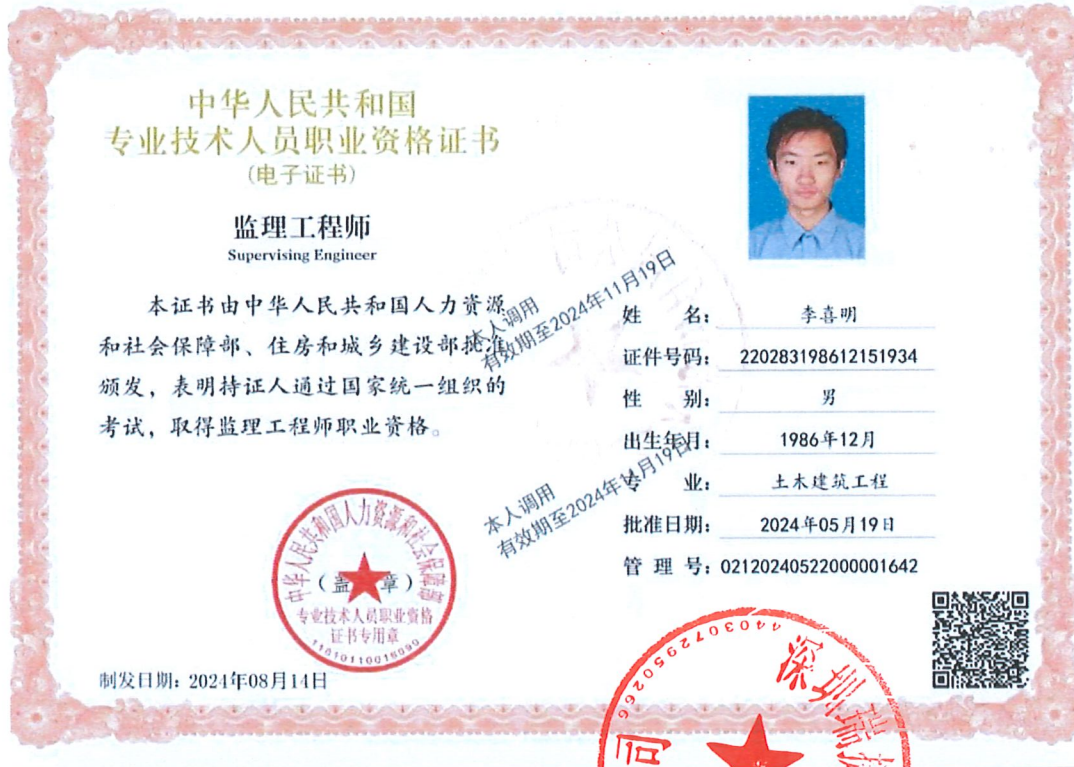 中华人民共和国
专业技术人员职业资格证书
(电子证书)
监理工程师
Supervising Engineer
本证书由中华人民共和国人力资源
和社会保障部、住房和城乡建设部批准
颁发，表明持证人通过国家统一组织的
考试，取得监理工程师职业资格。
本人调用
有效期至2024年11月19日
姓 名： 李喜明
证件号码： 220283198612151934
性 别： 男
出生年月： 1986年12月
专 业： 土木建筑工程
批准日期： 2024年05月19日
管 理 号： 02120240522000001642
本人调用
有效期至2024年11月19日
中华人民共和国人力资源和社会保障部
（盖 章）
专业技术人员职业资格
证书专用章
11010110016090
制发日期：2024年08月14日
深圳瑞
司
4403072950266